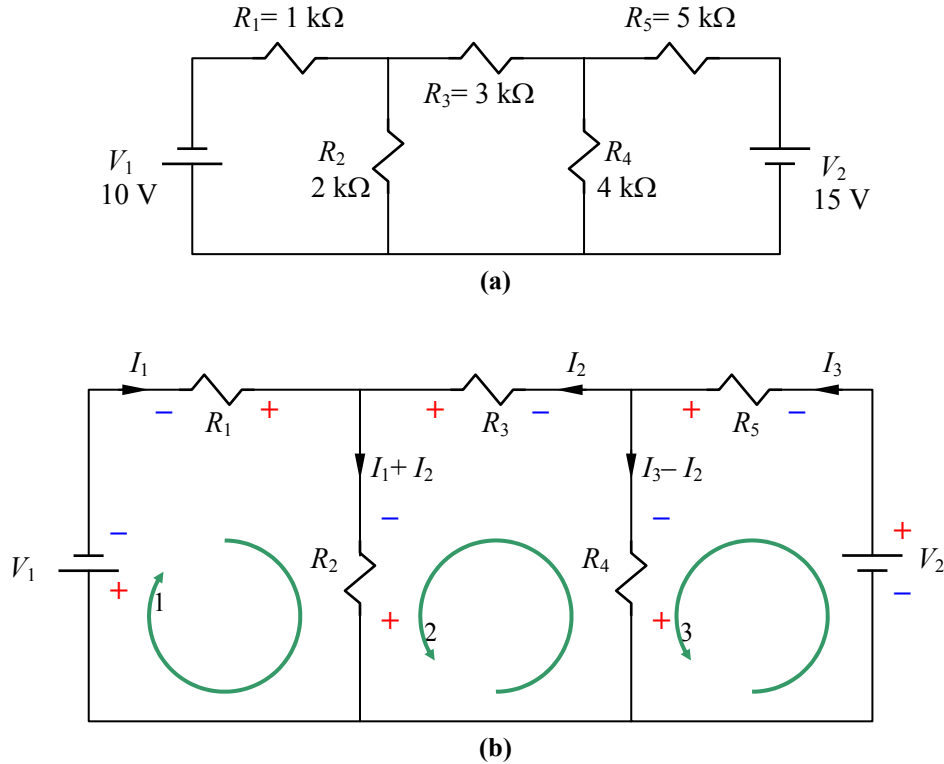 R1= 1 kΩ
R5= 5 kΩ
R3= 3 kΩ
V1
10 V
R2
2 kΩ
R4
4 kΩ
V2
15 V
(a)
I1
I2
I3
− +
+ −
+ −
R1
R3
R5
I1+ I2
I3− I2
− − − +
V1
R2
R4
V2
+ −
1
+ +
2
3
(b)